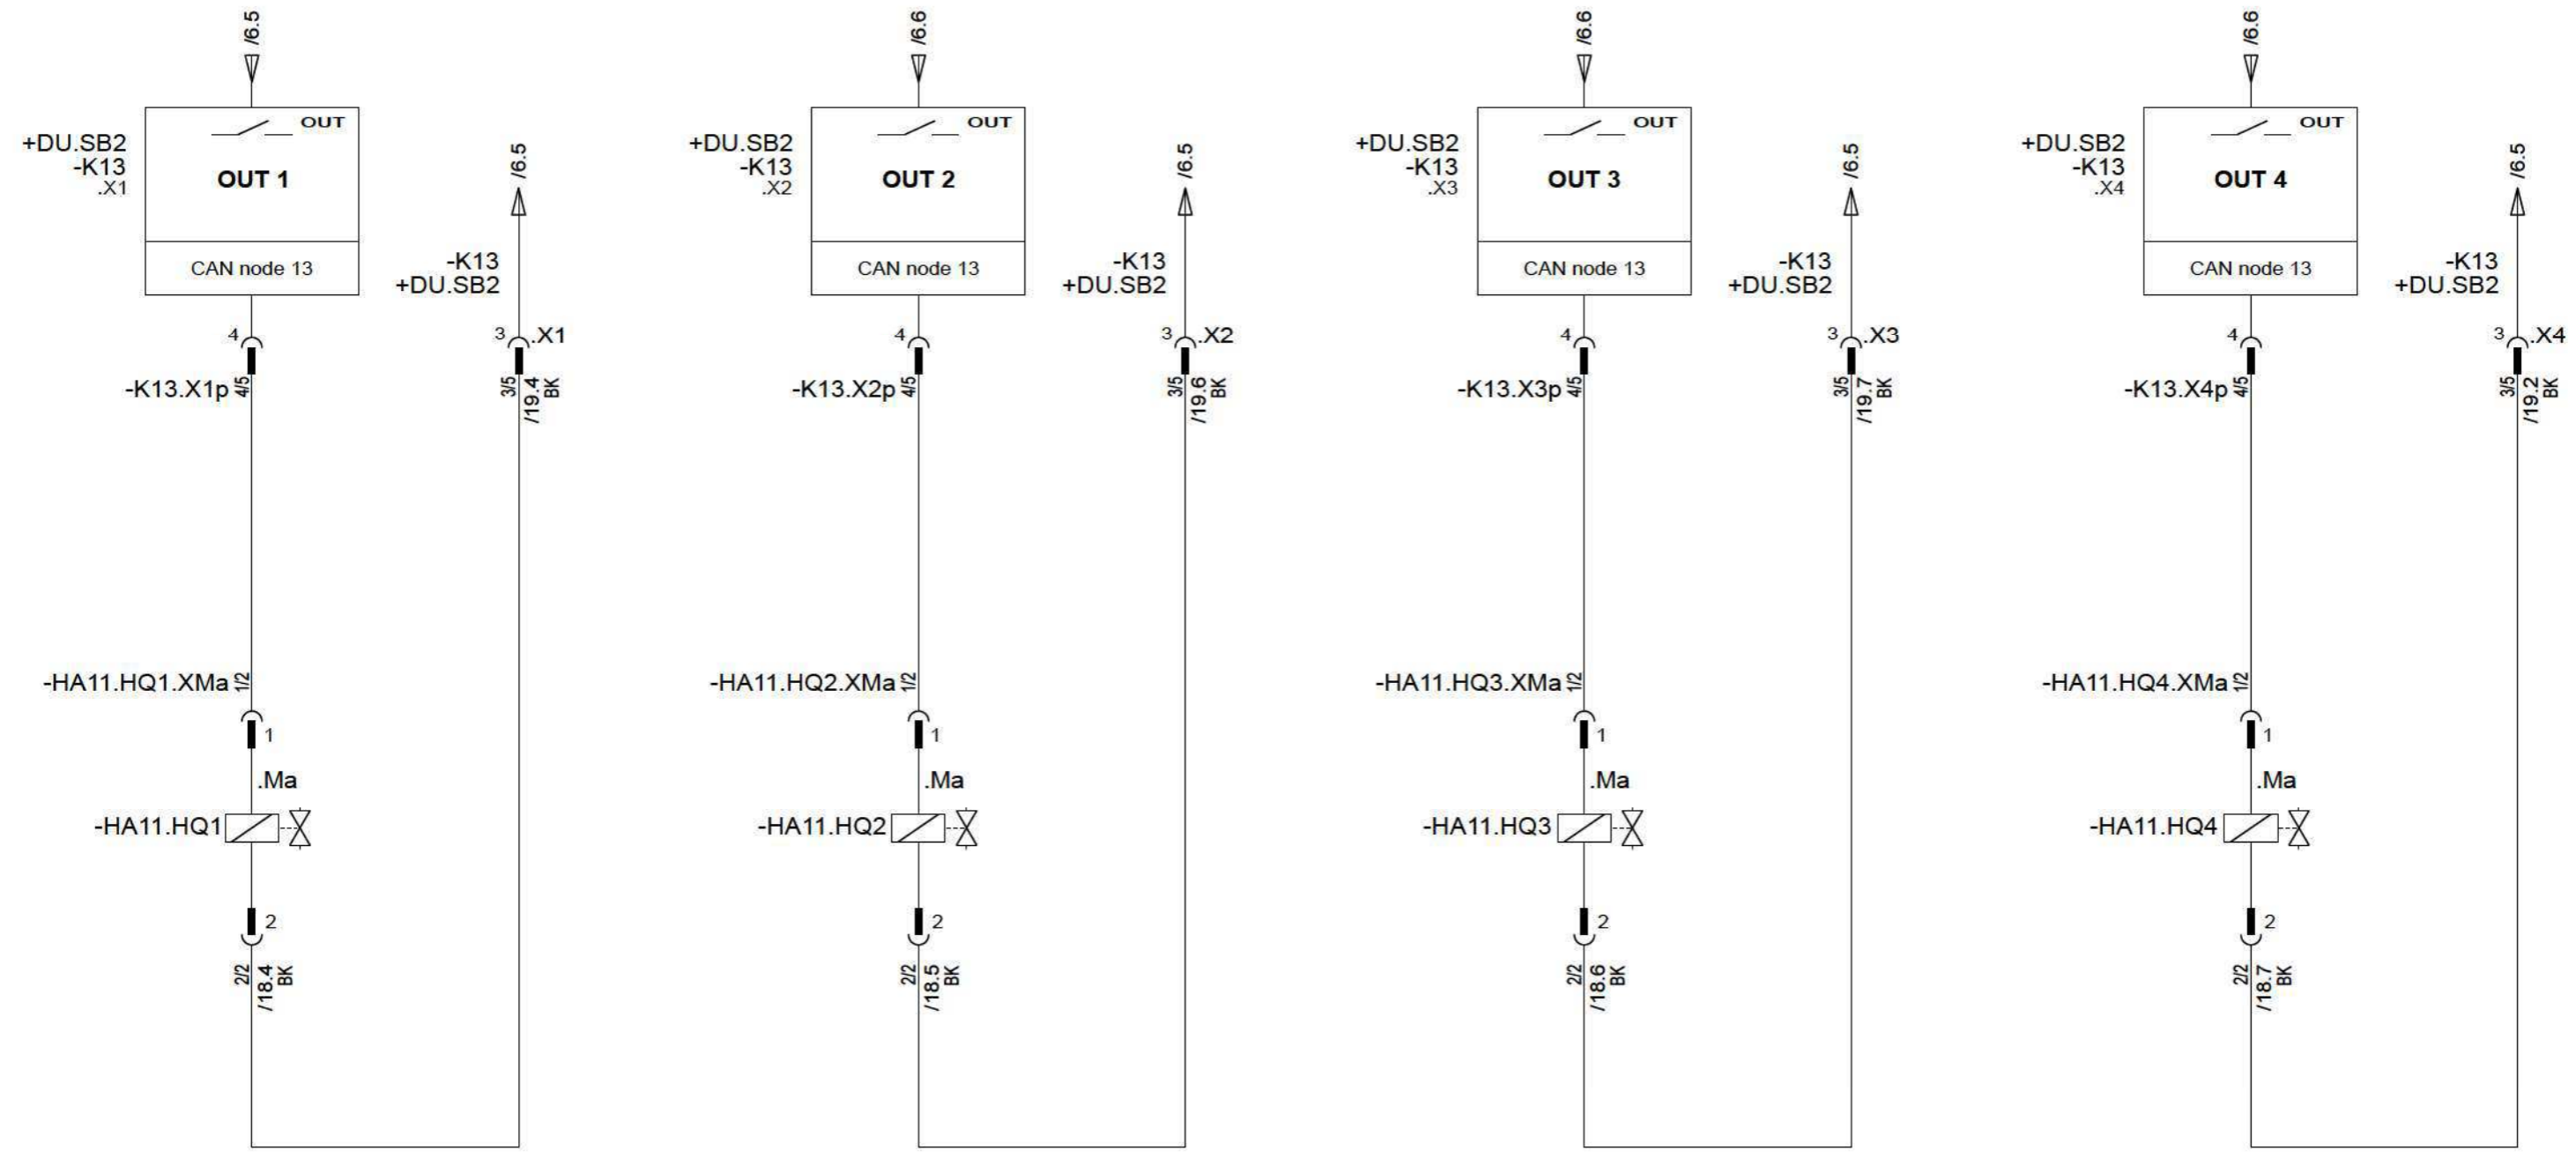 /6.5
OUT
+DU.SB2
-K13
.X1
OUT 1
CAN node 13
/6.5
-K13
+DU.SB2
4
3
.X1
-K13.X1p
4/5
3/5
/19.4
BK
-HA11.HQ1.XMa
1/2
1
.Ma
-HA11.HQ1
2
2/2
/18.4
BK
/6.6
OUT
+DU.SB2
-K13
.X2
OUT 2
CAN node 13
/6.5
-K13
+DU.SB2
4
3
.X2
-K13.X2p
4/5
3/5
/19.6
BK
-HA11.HQ2.XMa
1/2
1
.Ma
-HA11.HQ2
2
2/2
/18.5
BK
/6.6
OUT
+DU.SB2
-K13
.X3
OUT 3
CAN node 13
/6.5
-K13
+DU.SB2
4
3
.X3
-K13.X3p
4/5
3/5
/19.7
BK
-HA11.HQ3.XMa
1/2
1
.Ma
-HA11.HQ3
2
2/2
/18.6
BK
/6.6
OUT
+DU.SB2
-K13
.X4
OUT 4
CAN node 13
/6.5
-K13
+DU.SB2
4
3
.X4
-K13.X4p
4/5
3/5
/19.2
BK
-HA11.HQ4.XMa
1/2
1
.Ma
-HA11.HQ4
2
2/2
/18.7
BK